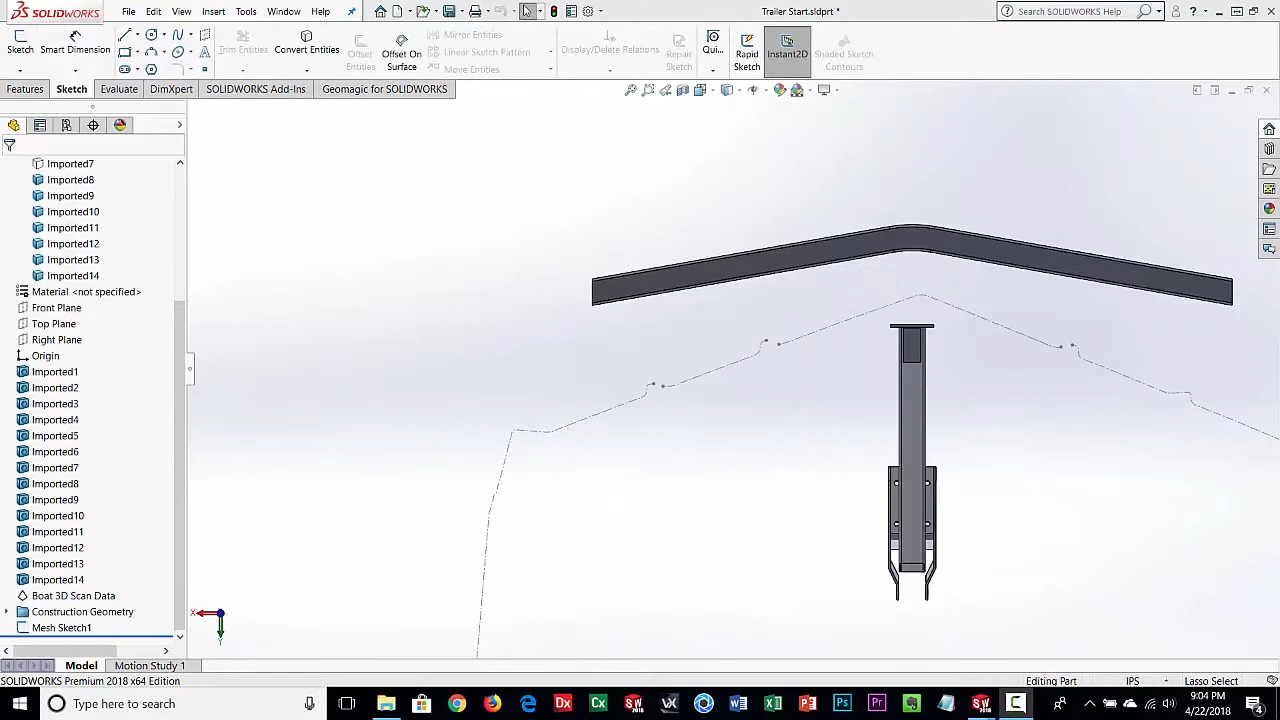 SOLIDWORKS File Edit View Insert Tools Window Help Trailer Start.sldprt * Search SOLIDWORKS Help
Sketch Smart Dimension Trim Entities Convert Entities Offset Entities Offset On Surface Mirror Entities Linear Sketch Pattern Move Entities Display/Delete Relations Repair Sketch Qui... Rapid Sketch Instant2D Shaded Sketch Contours
Features Sketch Evaluate DimXpert SOLIDWORKS Add-Ins Geomagic for SOLIDWORKS
Imported7
Imported8
Imported9
Imported10
Imported11
Imported12
Imported13
Imported14
Material <not specified>
Front Plane
Top Plane
Right Plane
Origin
Imported1
Imported2
Imported3
Imported4
Imported5
Imported6
Imported7
Imported8
Imported9
Imported10
Imported11
Imported12
Imported13
Imported14
Boat 3D Scan Data
Construction Geometry
Mesh Sketch1
X
Y
Model Motion Study 1
SOLIDWORKS Premium 2018 x64 Edition Editing Part IPS Lasso Select
Type here to search 9:04 PM
4/22/2018